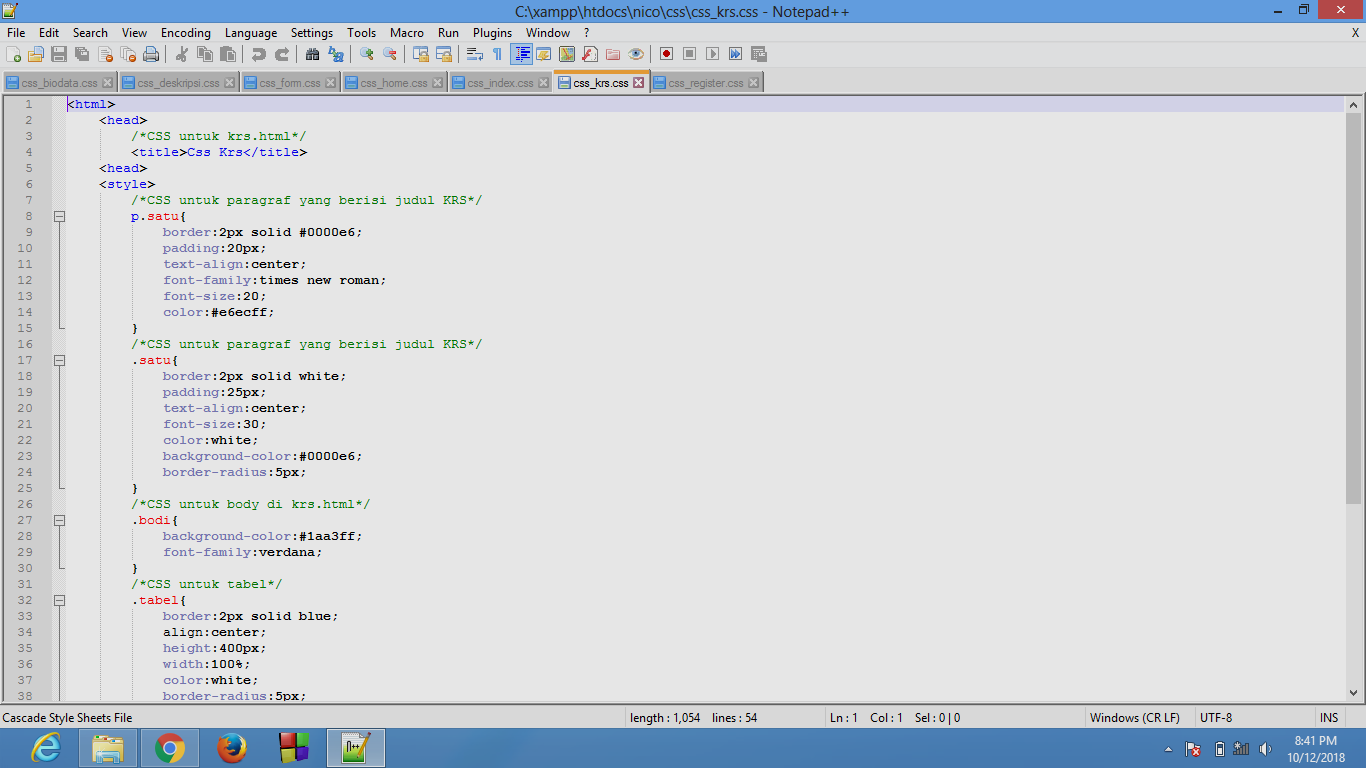 C:\xampp\htdocs\nico\css\css_krs.css - Notepad++
File Edit Search View Encoding Language Settings Tools Macro Run Plugins Window ? X
css_biodata.css css_deskripsi.css css_form.css css_home.css css_index.css css_krs.css css_register.css
1 <html>
2 <head>
3 /*CSS untuk krs.html*/
4 <title>Css Krs</title>
5 <head>
6 <style>
7 /*CSS untuk paragraf yang berisi judul KRS*/
8 p.satu{
9 border:2px solid #0000e6;
10 padding:20px;
11 text-align:center;
12 font-family:times new roman;
13 font-size:20;
14 color:#e6ecff;
15 }
16 /*CSS untuk paragraf yang berisi judul KRS*/
17 .satu{
18 border:2px solid white;
19 padding:25px;
20 text-align:center;
21 font-size:30;
22 color:white;
23 background-color:#0000e6;
24 border-radius:5px;
25 }
26 /*CSS untuk body di krs.html*/
27 .bodi{
28 background-color:#1aa3ff;
29 font-family:verdana;
30 }
31 /*CSS untuk tabel*/
32 .tabel{
33 border:2px solid blue;
34 align:center;
35 height:400px;
36 width:100%;
37 color:white;
38 border-radius:5px;
Cascade Style Sheets File length : 1,054 lines : 54 Ln : 1 Col : 1 Sel : 0 | 0 Windows (CR LF) UTF-8 INS
8:41 PM
10/12/2018